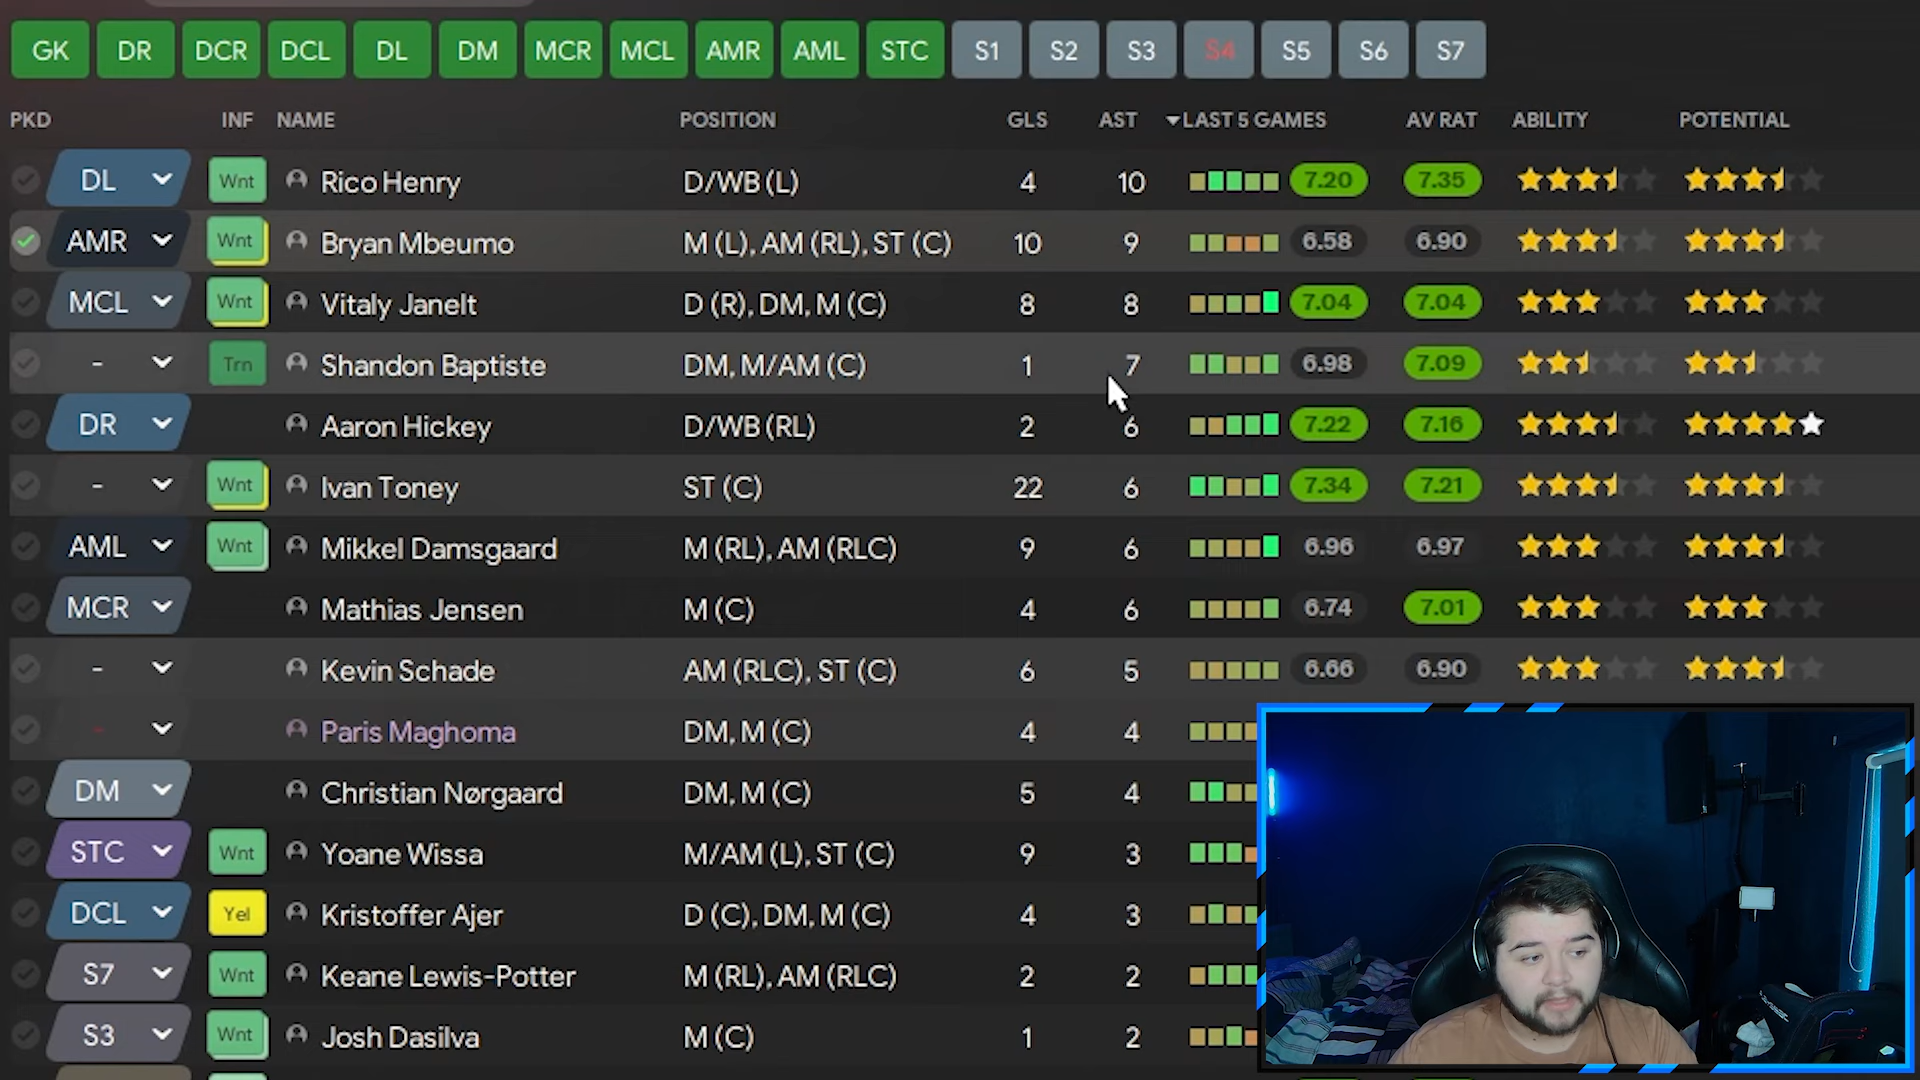 GK DR DCR DCL DL DM MCR MCL AMR AML STC S1 S2 S3 S4 S5 S6 S7
PKD INF NAME POSITION GLS AST LAST 5 GAMES AV RAT ABILITY POTENTIAL
DL Wnt Rico Henry D/WB (L) 4 10 7.20 7.35
AMR Wnt Bryan Mbeumo M (L), AM (RL), ST (C) 10 9 6.58 6.90
MCL Wnt Vitaly Janelt D (R), DM, M (C) 8 8 7.04 7.04
- Trn Shandon Baptiste DM, M/AM (C) 1 7 6.98 7.09
DR Aaron Hickey D/WB (RL) 2 6 7.22 7.16
- Wnt Ivan Toney ST (C) 22 6 7.34 7.21
AML Wnt Mikkel Damsgaard M (RL), AM (RLC) 9 6 6.96 6.97
MCR Mathias Jensen M (C) 4 6 6.74 7.01
- Kevin Schade AM (RLC), ST (C) 6 5 6.66 6.90
- Paris Maghoma DM, M (C) 4 4
DM Christian Nørgaard DM, M (C) 5 4
STC Wnt Yoane Wissa M/AM (L), ST (C) 9 3
DCL Yel Kristoffer Ajer D (C), DM, M (C) 4 3
S7 Wnt Keane Lewis-Potter M (RL), AM (RLC) 2 2
S3 Wnt Josh Dasilva M (C) 1 2